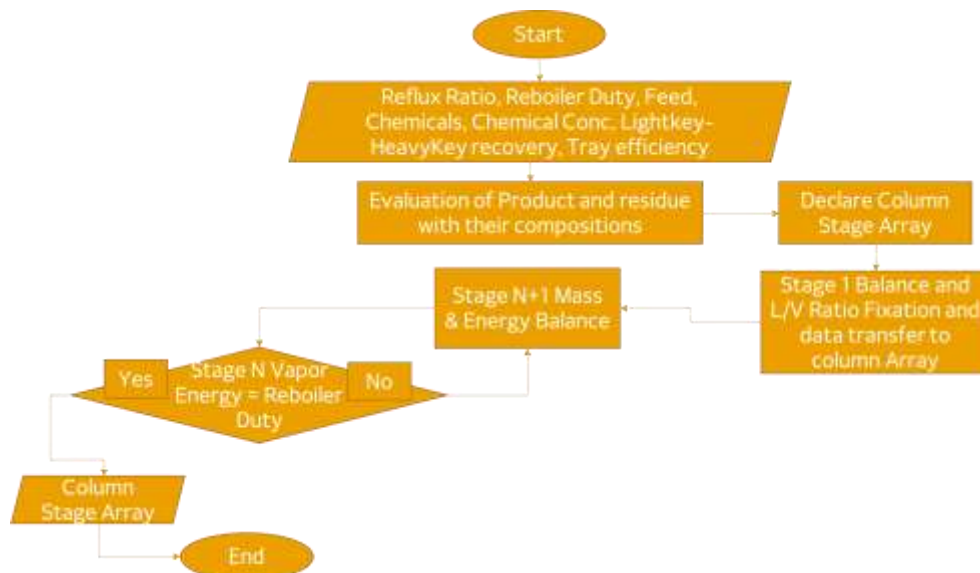 Start
Reflux Ratio, Reboiler Duty, Feed,
Chemicals, Chemical Conc. Lightkey-
HeavyKey recovery, Tray efficiency
Evaluation of Product and residue
with their compositions
Declare Column
Stage Array
Stage 1 Balance and
L/V Ratio Fixation and
data transfer to
column Array
Stage N+1 Mass
& Energy Balance
Yes
Stage N Vapor
Energy = Reboiler
Duty
No
Column
Stage Array
End